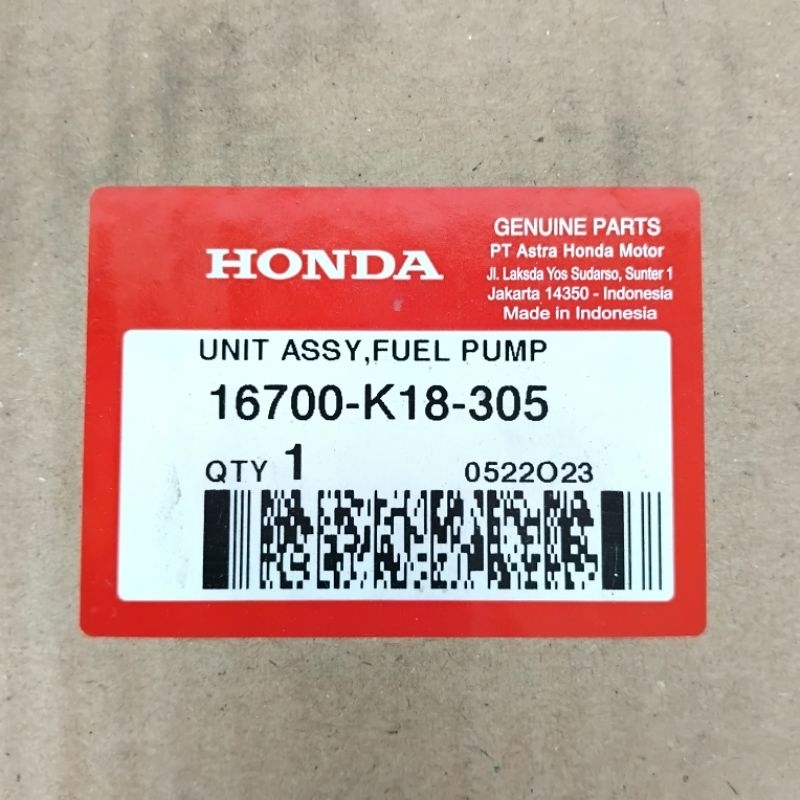 HONDA
GENUINE PARTS
PT Astra Honda Motor
Jl. Laksda Yos Sudarso, Sunter 1
Jakarta 14350 - Indonesia
Made in Indonesia
UNIT ASSY,FUEL PUMP
16700-K18-305
QTY 1 0522O23